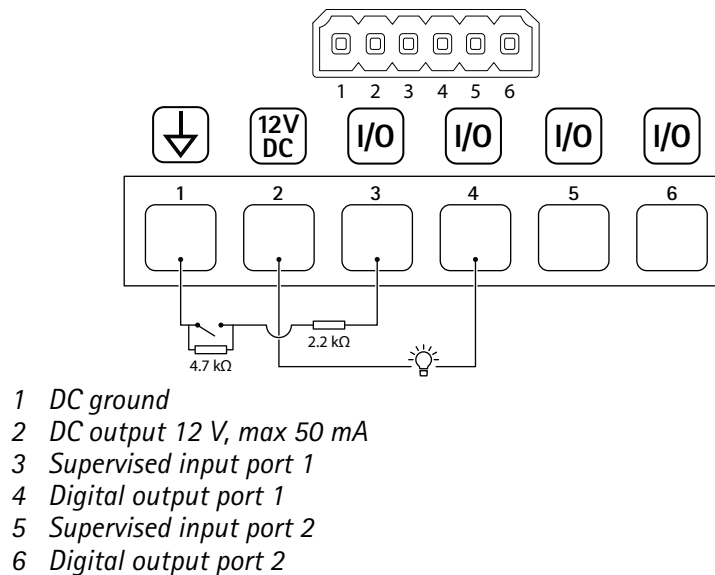 1 2 3 4 5 6
12V
DC
I/O I/O I/O I/O
1 2 3 4 5 6
2.2 kΩ
4.7 kΩ
1 DC ground
2 DC output 12 V, max 50 mA
3 Supervised input port 1
4 Digital output port 1
5 Supervised input port 2
6 Digital output port 2